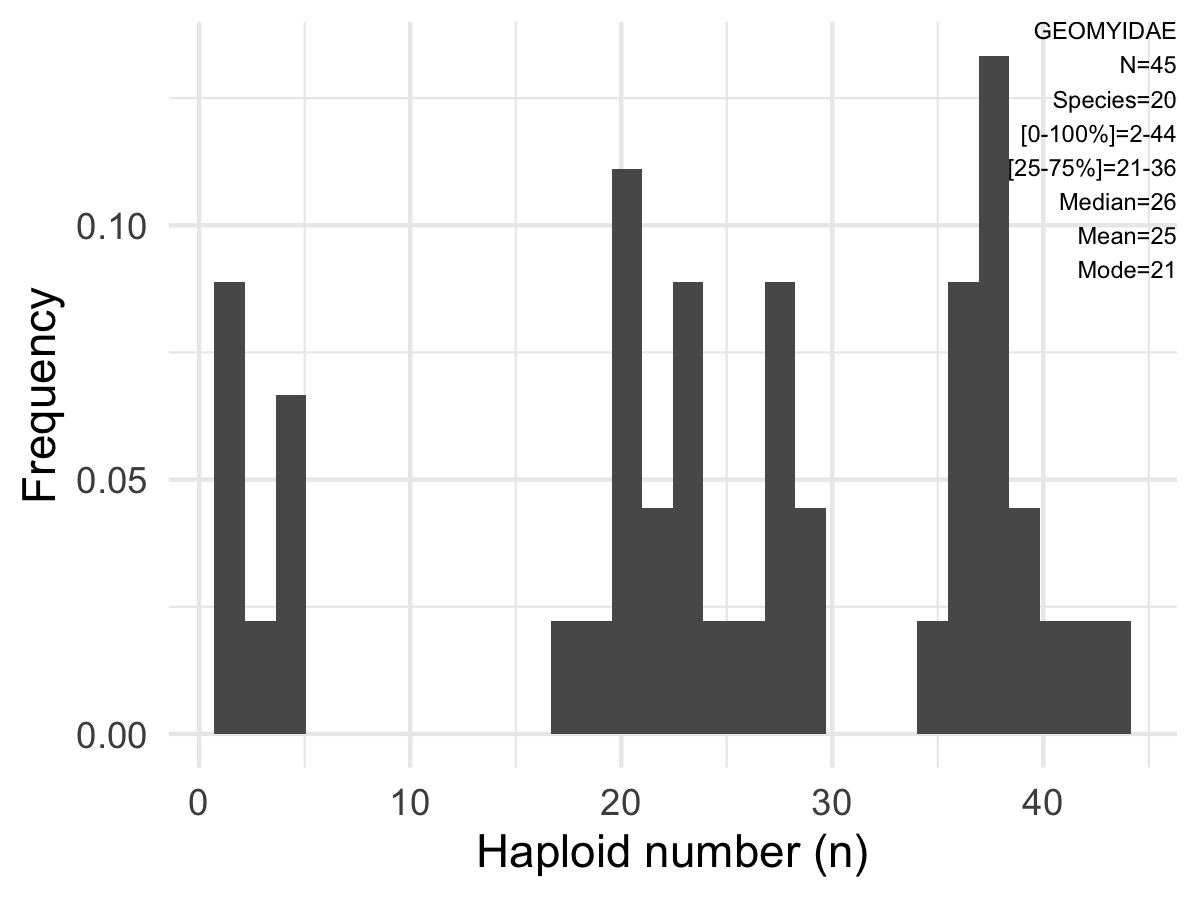 GEOMYIDAE
N=45
Species=20
[0-100%]=2-44
[25-75%]=21-36
Median=26
Mean=25
Mode=21
Frequency
0.10
0.05
0.00
0 10 20 30 40
Haploid number (n)